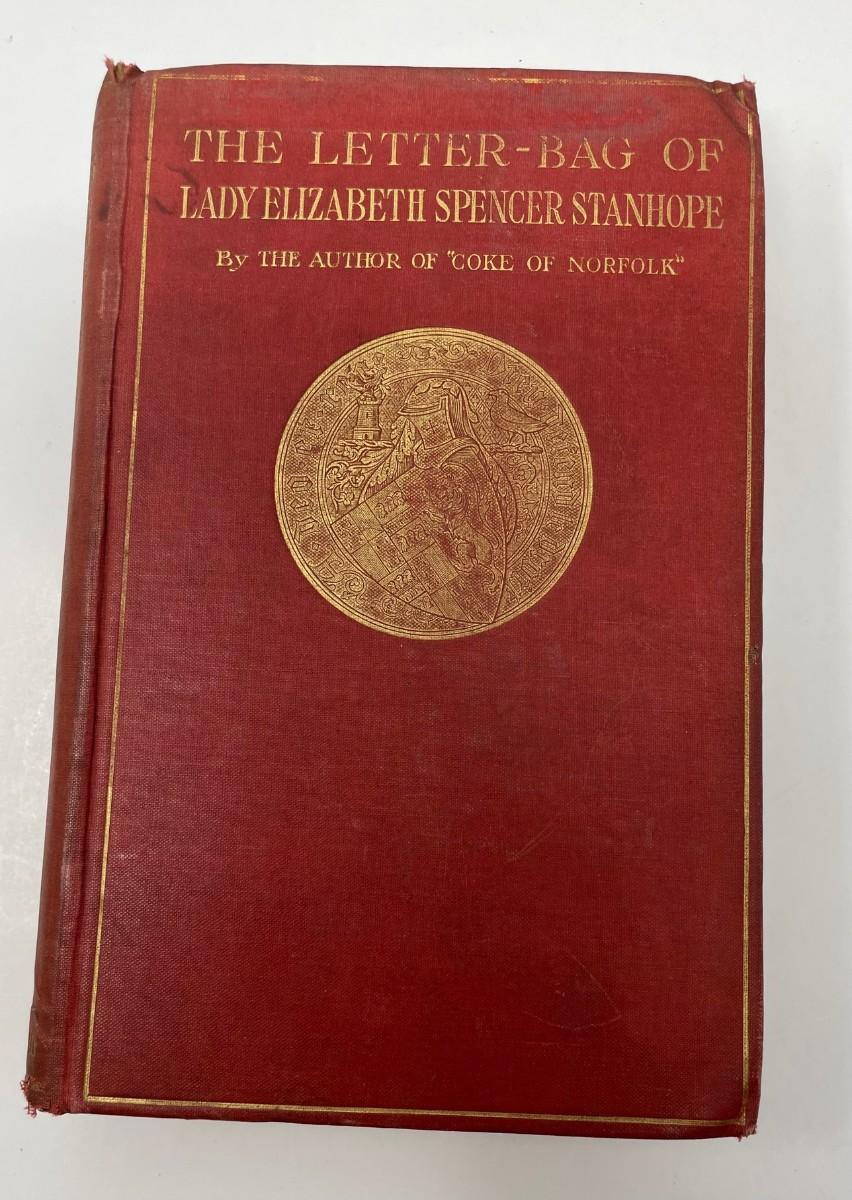 THE LETTER-BAG OF
LADY ELIZABETH SPENCER STANHOPE
By THE AUTHOR OF "COKE OF NORFOLK"